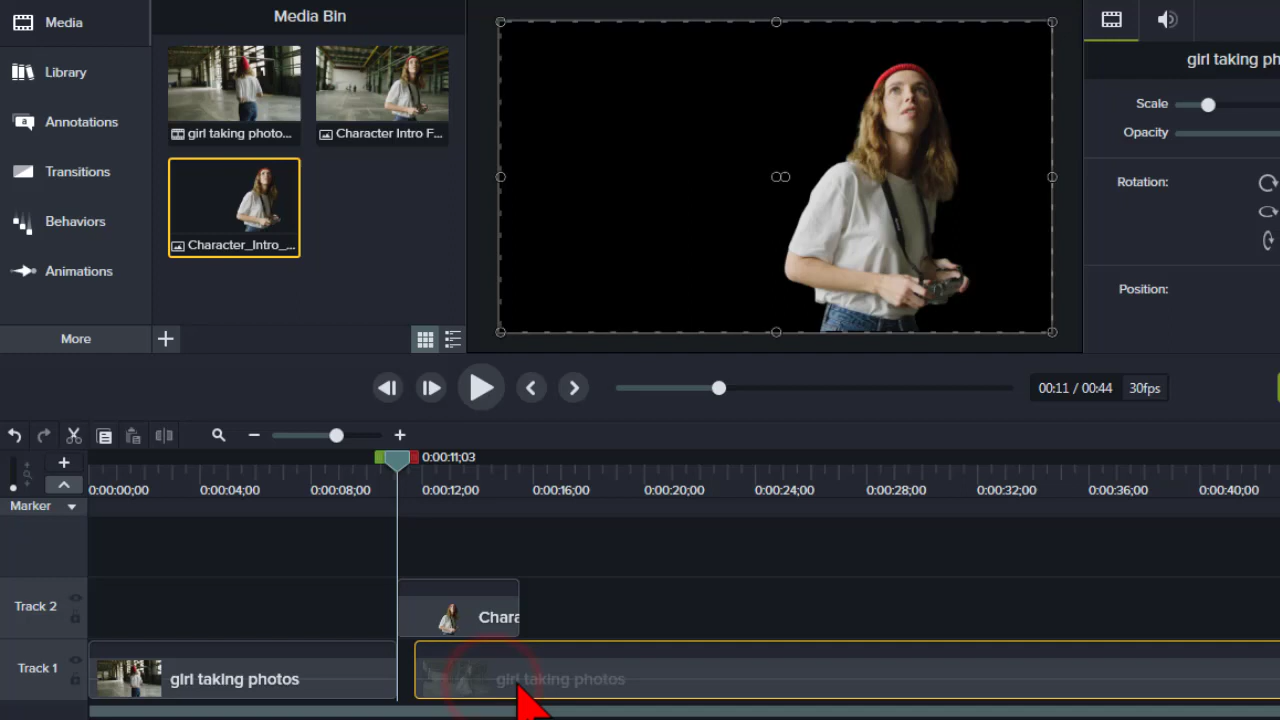 Media
Library
Annotations
Transitions
Behaviors
Animations
More
Media Bin
girl taking photo...
Character Intro F...
Character_Intro_...
girl taking ph
Scale
Opacity
Rotation:
Position:
00:11 / 00:44
30fps
0:00:11;03
0:00:00;00
0:00:04;00
0:00:08;00
0:00:12;00
0:00:16;00
0:00:20;00
0:00:24;00
0:00:28;00
0:00:32;00
0:00:36;00
0:00:40;00
Marker
Track 2
Chara
Track 1
girl taking photos
girl taking photos